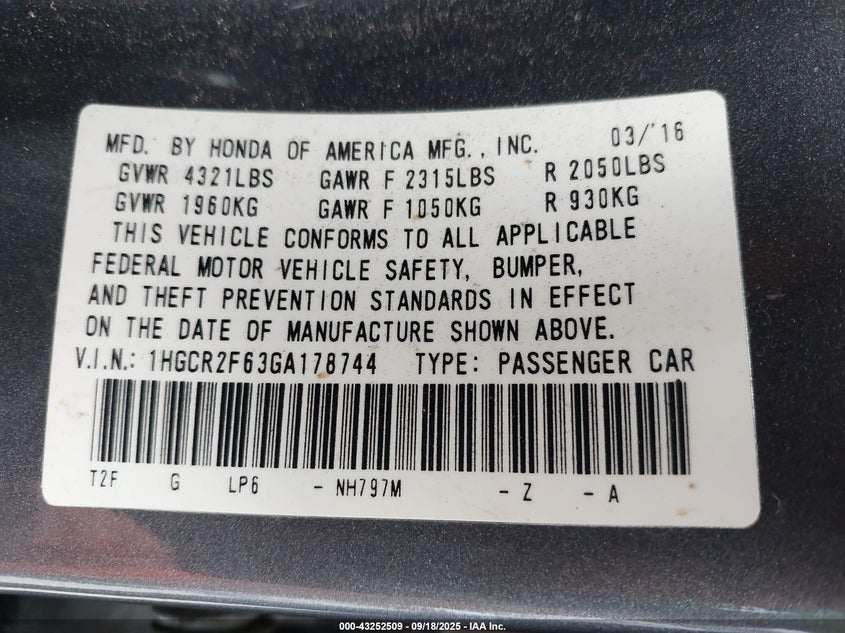 MFD. BY HONDA OF AMERICA MFG., INC. 03/'16
GVWR 4321LBS GAWR F 2315LBS R 2050LBS
GVWR 1960KG GAWR F 1050KG R 930KG
THIS VEHICLE CONFORMS TO ALL APPLICABLE
FEDERAL MOTOR VEHICLE SAFETY, BUMPER,
AND THEFT PREVENTION STANDARDS IN EFFECT
ON THE DATE OF MANUFACTURE SHOWN ABOVE.
V.I.N.: 1HGCR2F63GA178744 TYPE: PASSENGER CAR
T2F G LP6 - NH797M - Z - A
000-43252509 - 09/18/2025 - IAA Inc.